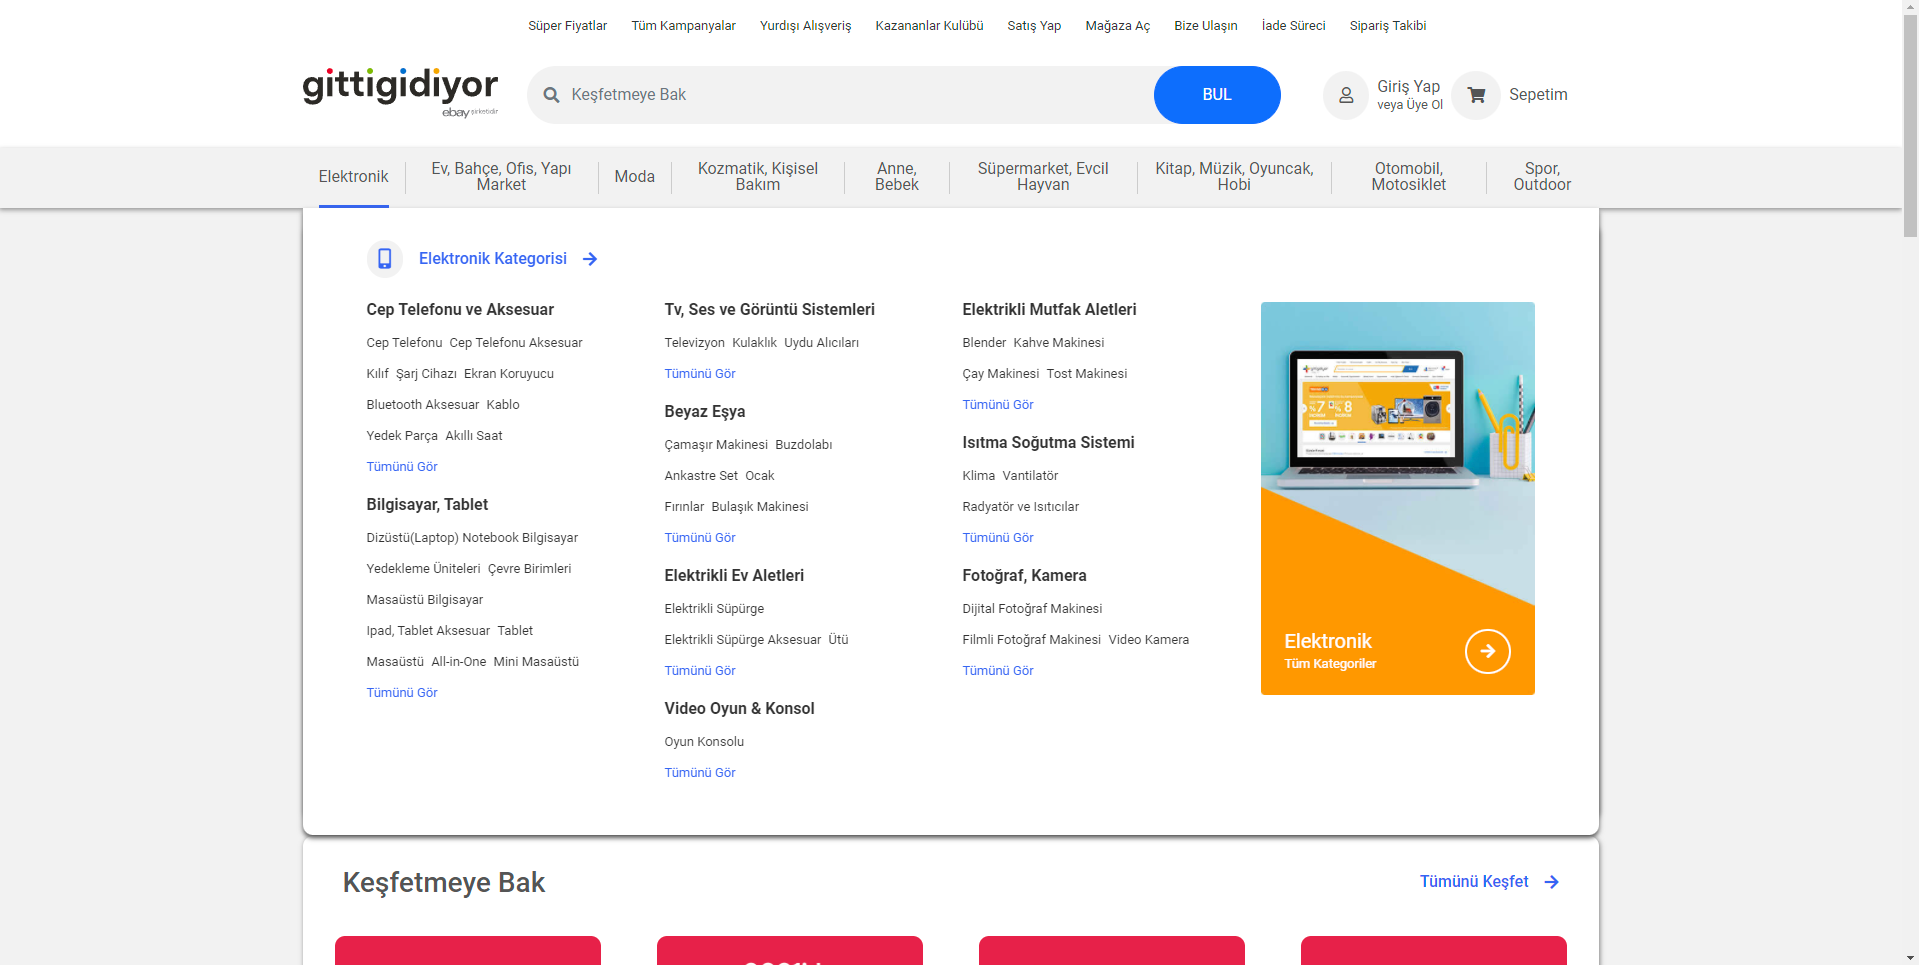 Süper Fiyatlar Tüm Kampanyalar Yurdışı Alışveriş Kazananlar Kulübü Satış Yap Mağaza Aç Bize Ulaşın İade Süreci Sipariş Takibi
gittigidiyor
ebay şirketidir
Keşfetmeye Bak
BUL
Giriş Yap
veya Üye Ol
Sepetim
Elektronik
Ev, Bahçe, Ofis, Yapı
Market
Moda
Kozmatik, Kişisel
Bakım
Anne,
Bebek
Süpermarket, Evcil
Hayvan
Kitap, Müzik, Oyuncak,
Hobi
Otomobil,
Motosiklet
Spor,
Outdoor
Elektronik Kategorisi
Cep Telefonu ve Aksesuar
Cep Telefonu Cep Telefonu Aksesuar
Kılıf Şarj Cihazı Ekran Koruyucu
Bluetooth Aksesuar Kablo
Yedek Parça Akıllı Saat
Tümünü Gör
Bilgisayar, Tablet
Dizüstü(Laptop) Notebook Bilgisayar
Yedekleme Üniteleri Çevre Birimleri
Masaüstü Bilgisayar
Ipad, Tablet Aksesuar Tablet
Masaüstü All-in-One Mini Masaüstü
Tümünü Gör
Tv, Ses ve Görüntü Sistemleri
Televizyon Kulaklık Uydu Alıcıları
Tümünü Gör
Beyaz Eşya
Çamaşır Makinesi Buzdolabı
Ankastre Set Ocak
Fırınlar Bulaşık Makinesi
Tümünü Gör
Elektrikli Ev Aletleri
Elektrikli Süpürge
Elektrikli Süpürge Aksesuar Ütü
Tümünü Gör
Video Oyun & Konsol
Oyun Konsolu
Tümünü Gör
Elektrikli Mutfak Aletleri
Blender Kahve Makinesi
Çay Makinesi Tost Makinesi
Tümünü Gör
Isıtma Soğutma Sistemi
Klima Vantilatör
Radyatör ve Isıtıcılar
Tümünü Gör
Fotoğraf, Kamera
Dijital Fotoğraf Makinesi
Filmli Fotoğraf Makinesi Video Kamera
Tümünü Gör
%7 %8
Elektronik
Tüm Kategoriler
Keşfetmeye Bak
Tümünü Keşfet